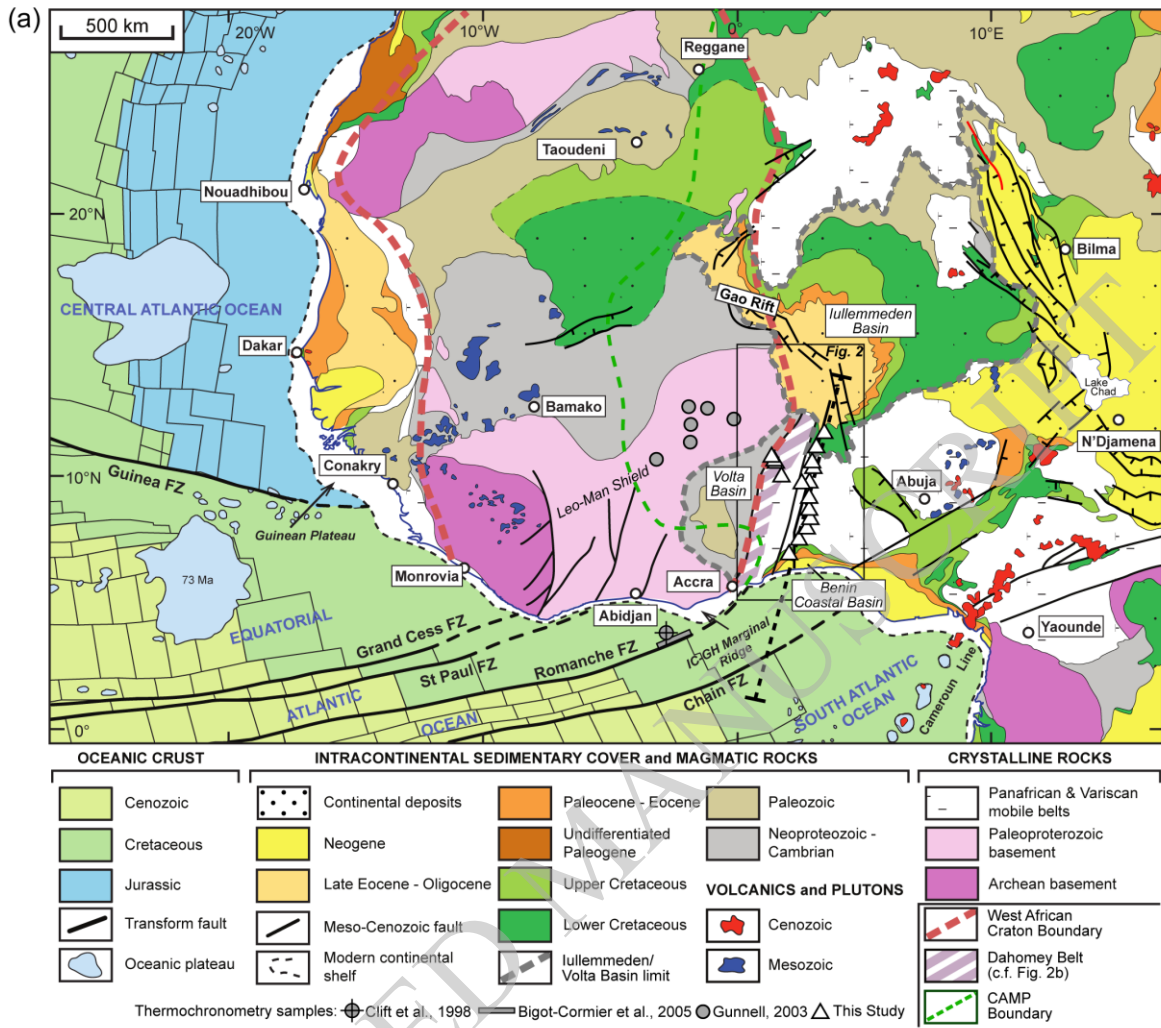 (a)
500 km
20°W
10°W
0°
10°E
Reggane
Taoudeni
Nouadhibou
20°N
Bilma
CENTRAL ATLANTIC OCEAN
Gao Rift
Iullemmeden
Basin
Dakar
Fig. 2
Lake
Chad
Bamako
N'Djamena
Conakry
10°N
Guinea FZ
Leo-Man Shield
Volta
Basin
Abuja
Guinean Plateau
73 Ma
Monrovia
Accra
Abidjan
Benin
Coastal Basin
Yaounde
EQUATORIAL
Grand Cess FZ
St Paul FZ
Romanche FZ
IC-GH Marginal
Ridge
Chain FZ
ATLANTIC
OCEAN
SOUTH ATLANTIC
OCEAN
Cameroun Line
0°
OCEANIC CRUST
Cenozoic
Cretaceous
Jurassic
Transform fault
Oceanic plateau
INTRACONTINENTAL SEDIMENTARY COVER and MAGMATIC ROCKS
Continental deposits
Neogene
Late Eocene - Oligocene
Meso-Cenozoic fault
Modern continental
shelf
Paleocene - Eocene
Undifferentiated
Paleogene
Upper Cretaceous
Lower Cretaceous
Iullemmeden/
Volta Basin limit
Paleozoic
Neoproteozoic -
Cambrian
VOLCANICS and PLUTONS
Cenozoic
Mesozoic
CRYSTALLINE ROCKS
Panafrican & Variscan
mobile belts
Paleoproterozoic
basement
Archean basement
West African
Craton Boundary
Dahomey Belt
(c.f. Fig. 2b)
CAMP
Boundary
Thermochronometry samples: Clift et al., 1998 Bigot-Cormier et al., 2005 Gunnell, 2003 This Study
ED MANUSCRIPT